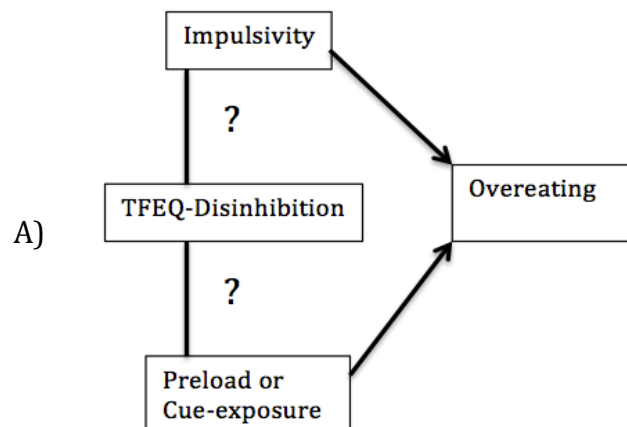 Impulsivity
?
TFEQ-Disinhibition
Overeating
A)
?
Preload or
Cue-exposure